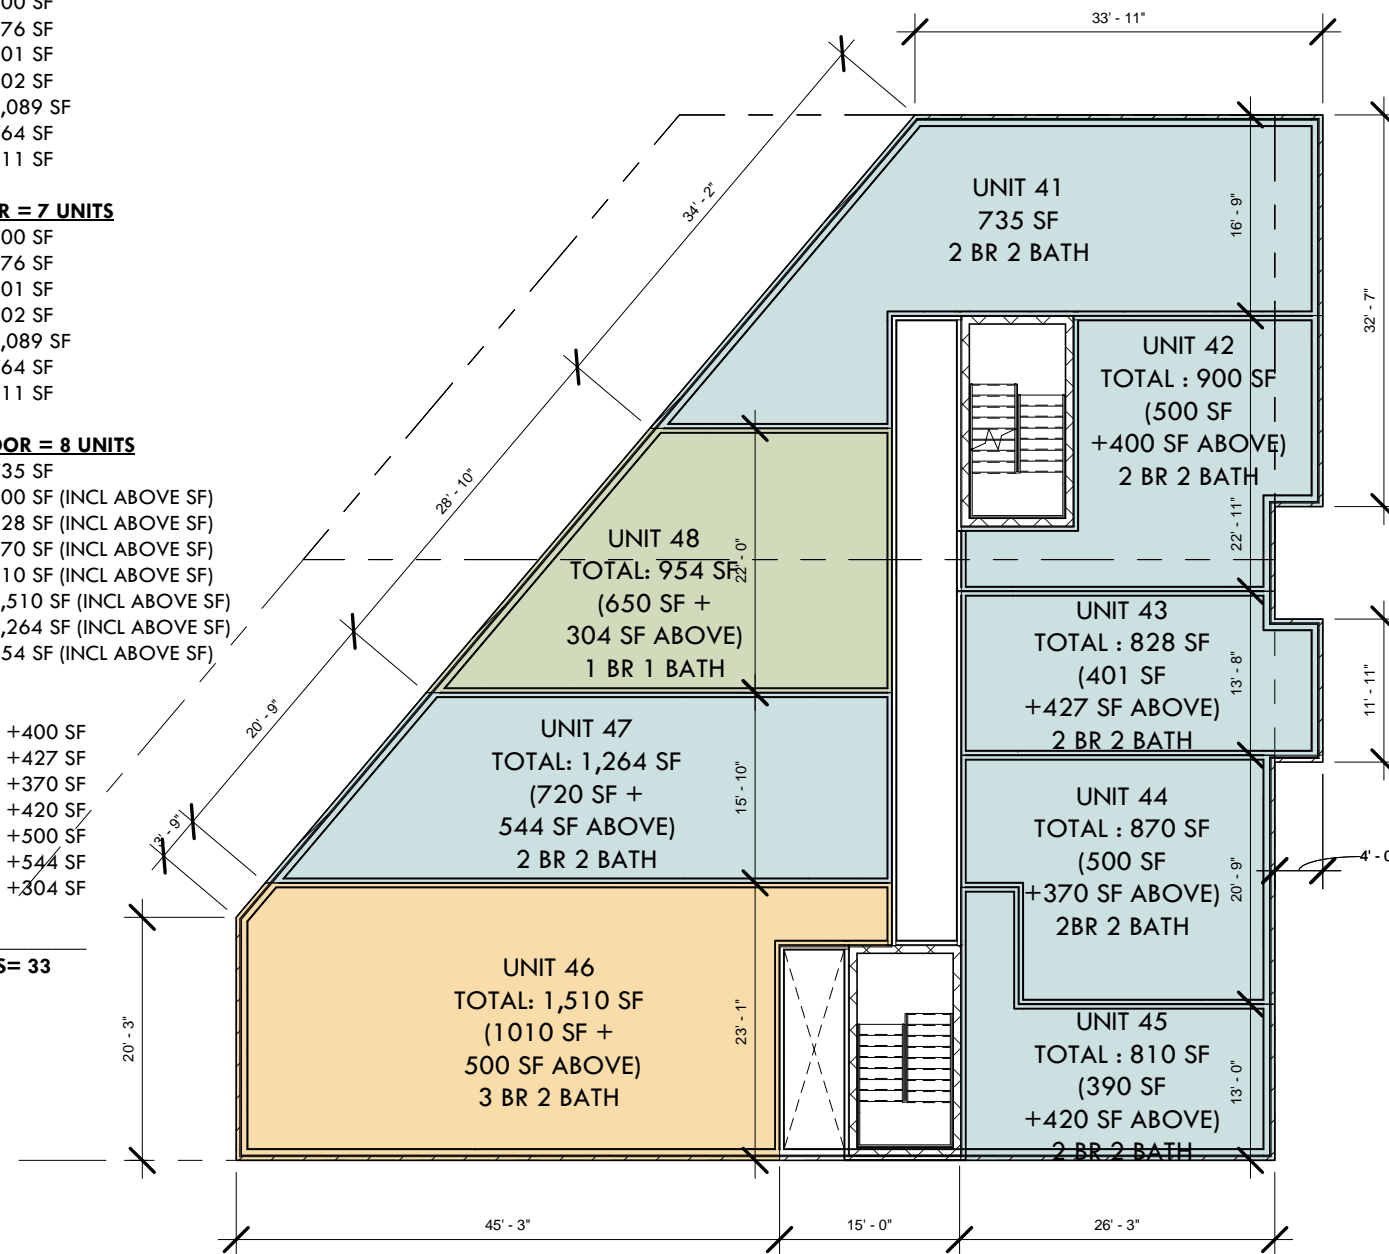 00 SF
76 SF
01 SF
02 SF
,089 SF
64 SF
11 SF
R = 7 UNITS
00 SF
76 SF
01 SF
02 SF
,089 SF
64 SF
11 SF
OOR = 8 UNITS
35 SF
00 SF (INCL ABOVE SF)
28 SF (INCL ABOVE SF)
70 SF (INCL ABOVE SF)
10 SF (INCL ABOVE SF)
,510 SF (INCL ABOVE SF)
,264 SF (INCL ABOVE SF)
54 SF (INCL ABOVE SF)
+400 SF
+427 SF
+370 SF
+420 SF
+500 SF
+544 SF
+304 SF
S= 33
33' - 11"
34' - 2"
28' - 10"
20' - 9"
3' - 9"
20' - 3"
UNIT 41
735 SF
2 BR 2 BATH
16' - 9"
32' - 7"
UNIT 42
TOTAL : 900 SF
(500 SF
+400 SF ABOVE)
2 BR 2 BATH
22' - 11"
UNIT 48
TOTAL: 954 SF
(650 SF +
304 SF ABOVE)
1 BR 1 BATH
22' - 0"
UNIT 43
TOTAL : 828 SF
(401 SF
+427 SF ABOVE)
2 BR 2 BATH
13' - 8"
11' - 11"
UNIT 47
TOTAL: 1,264 SF
(720 SF +
544 SF ABOVE)
2 BR 2 BATH
15' - 10"
UNIT 44
TOTAL : 870 SF
(500 SF
+370 SF ABOVE)
2BR 2 BATH
20' - 9"
4' - 0
UNIT 46
TOTAL: 1,510 SF
(1010 SF +
500 SF ABOVE)
3 BR 2 BATH
23' - 1"
UNIT 45
TOTAL : 810 SF
(390 SF
+420 SF ABOVE)
2 BR 2 BATH
13' - 0"
45' - 3"
15' - 0"
26' - 3"